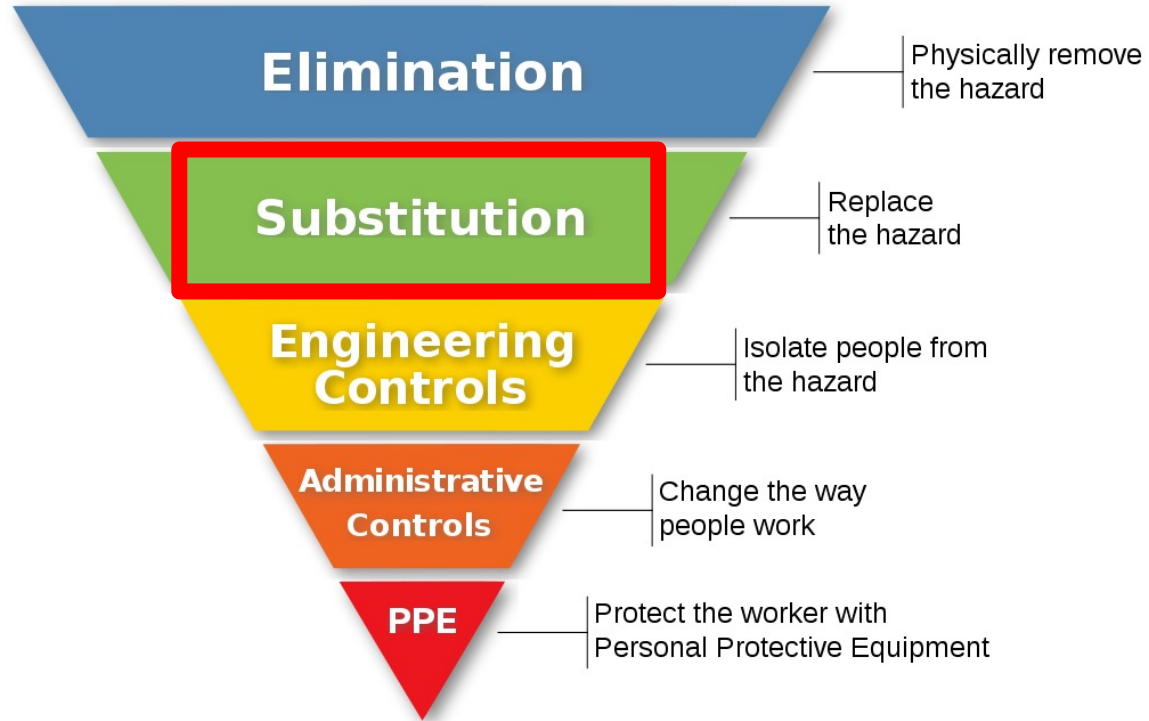 Elimination
Physically remove
the hazard
Substitution
Replace
the hazard
Engineering
Controls
Isolate people from
the hazard
Administrative
Controls
Change the way
people work
PPE
Protect the worker with
Personal Protective Equipment